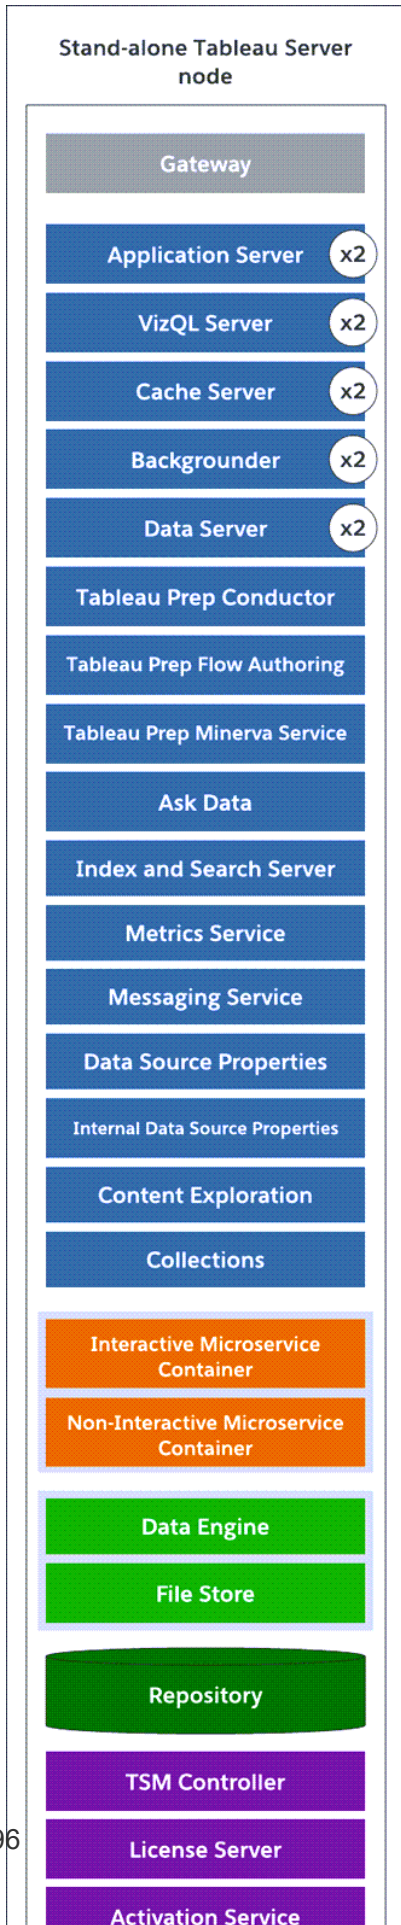 Stand-alone Tableau Server
node
Gateway
Application Server x2
VizQL Server x2
Cache Server x2
Backgrounder x2
Data Server x2
Tableau Prep Conductor
Tableau Prep Flow Authoring
Tableau Prep Minerva Service
Ask Data
Index and Search Server
Metrics Service
Messaging Service
Data Source Properties
Internal Data Source Properties
Content Exploration
Collections
Interactive Microservice
Container
Non-Interactive Microservice
Container
Data Engine
File Store
Repository
TSM Controller
96
License Server
Activation Service